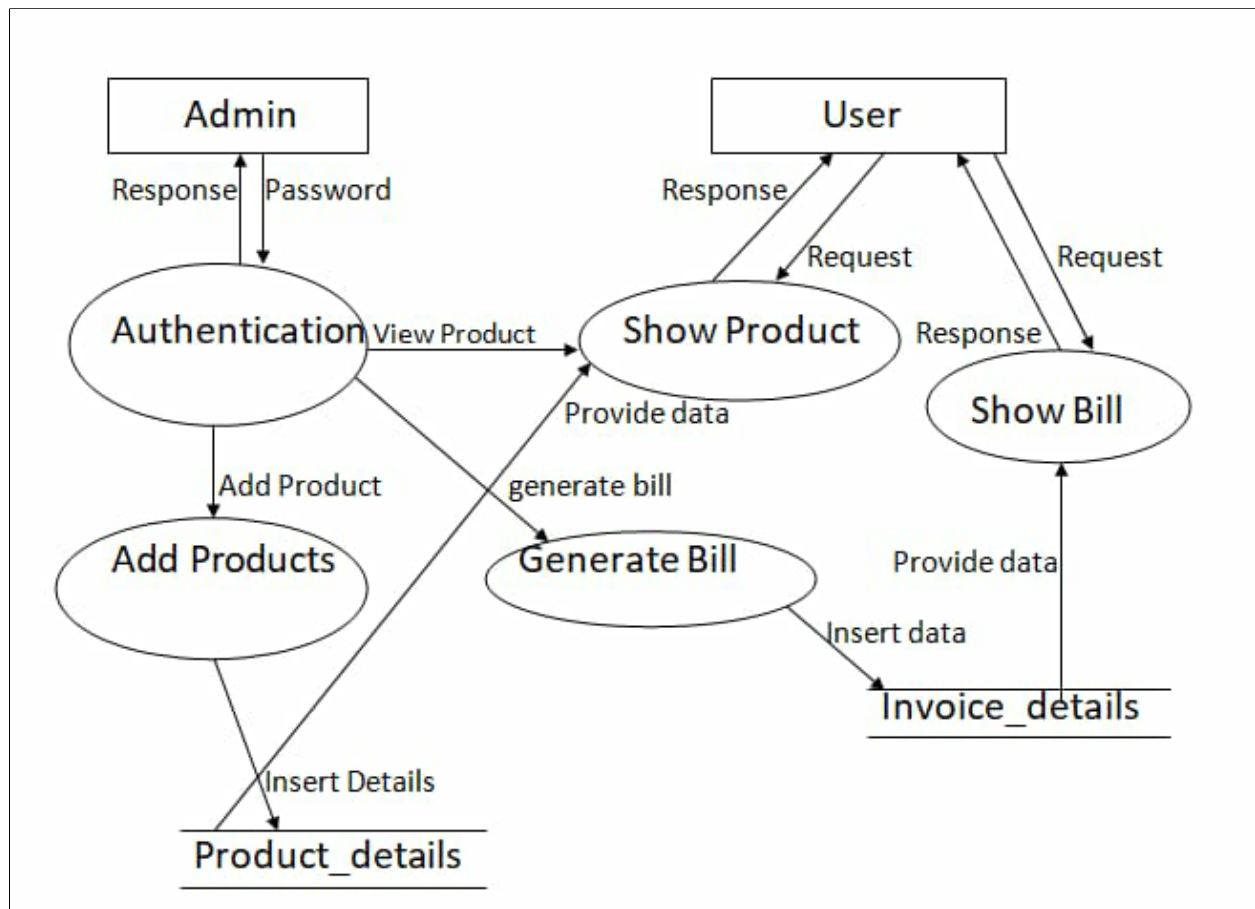 Admin
User
Response
Password
Response
Request
Request
Authentication
View Product
Show Product
Response
Provide data
Show Bill
Add Product
generate bill
Add Products
Generate Bill
Provide data
Insert data
Invoice_details
Insert Details
Product_details